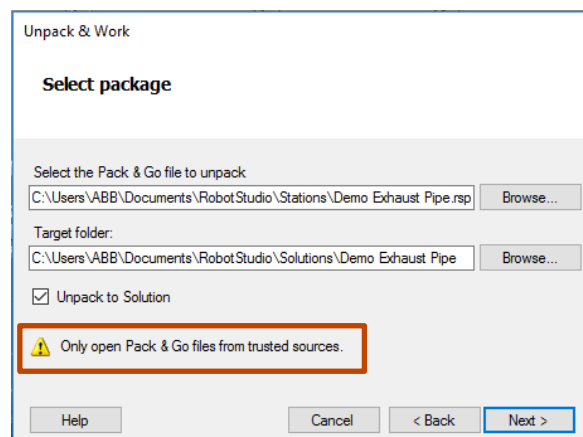 Unpack & Work
Select package
Select the Pack & Go file to unpack
C:\Users\ABB\Documents\RobotStudio\Stations\Demo Exhaust Pipe.rsp
Browse...
Target folder:
C:\Users\ABB\Documents\RobotStudio\Solutions\Demo Exhaust Pipe
Browse...
Unpack to Solution
Only open Pack & Go files from trusted sources.
Help
Cancel
< Back
Next >